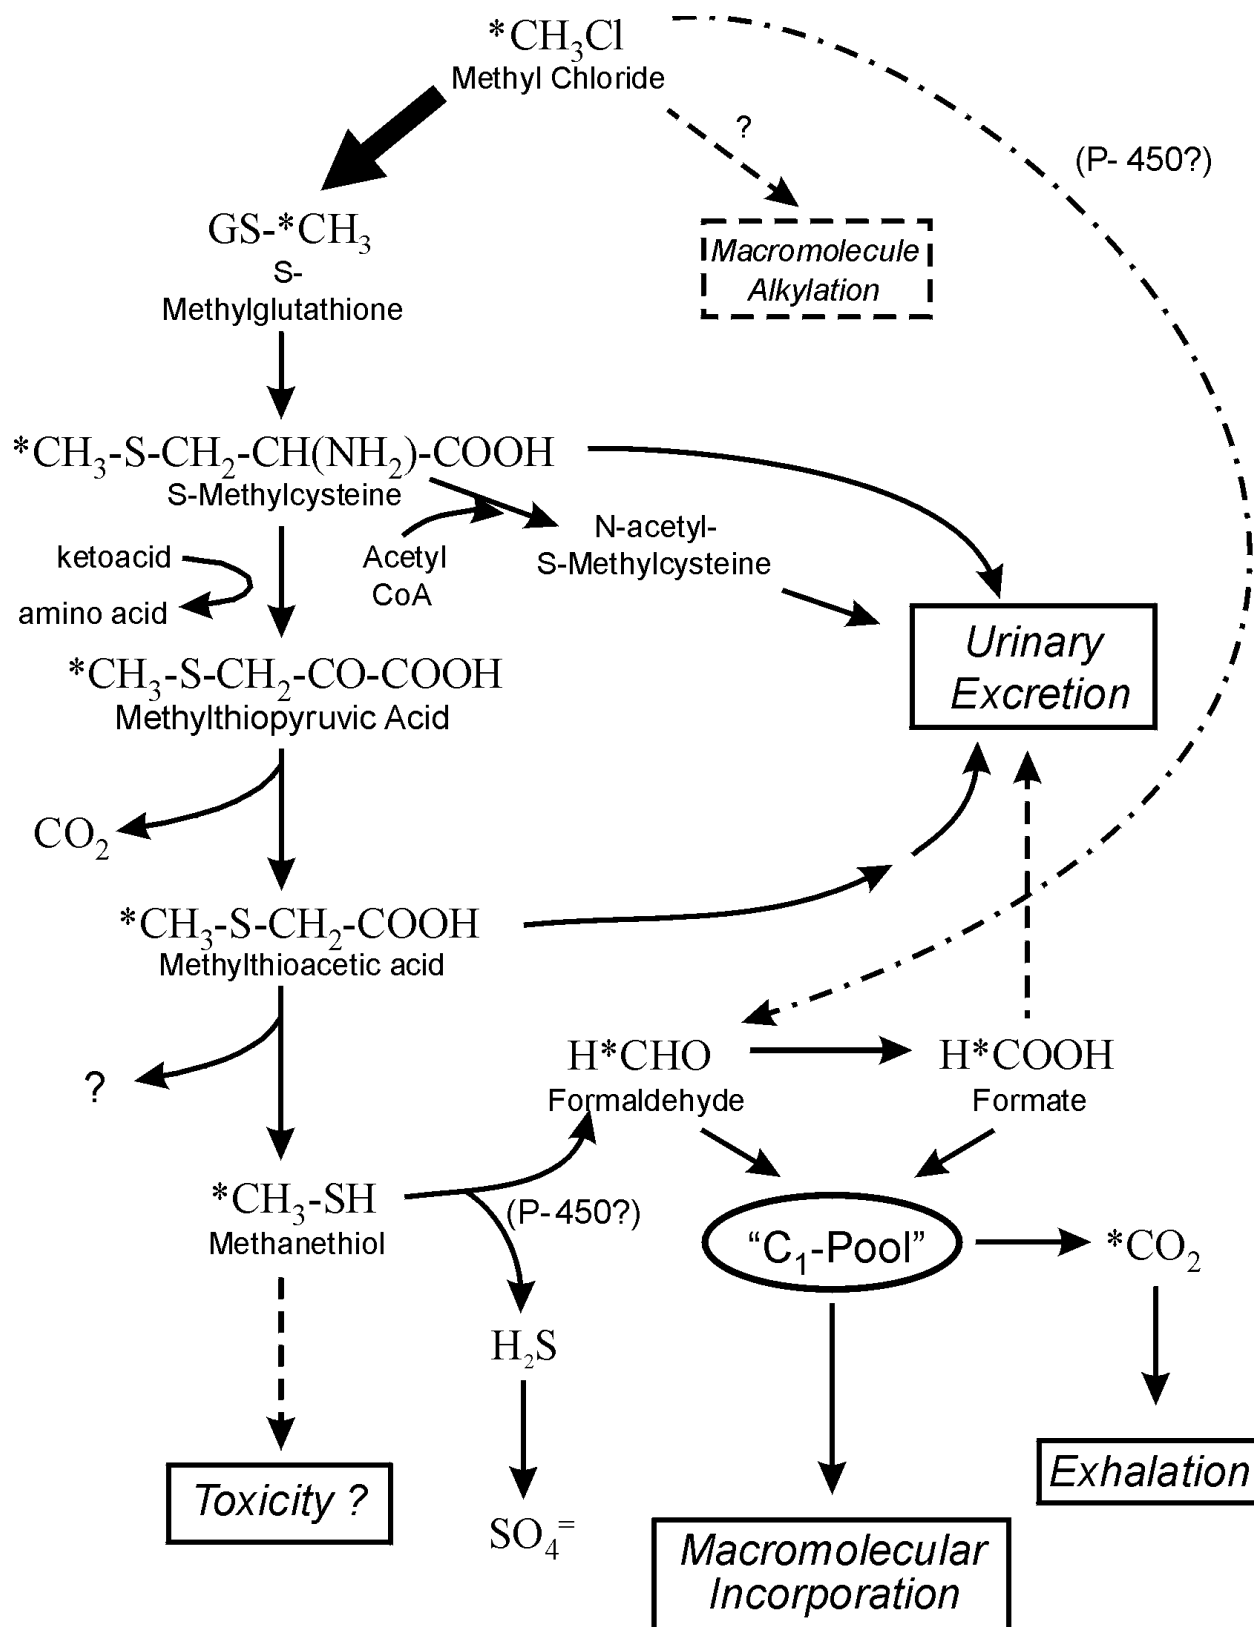 *CH₃Cl
Methyl Chloride
?
(P- 450?)
GS-*CH₃
S-
Methylglutathione
Macromolecule
Alkylation
*CH₃-S-CH₂-CH(NH₂)-COOH
S-Methylcysteine
ketoacid
amino acid
Acetyl
CoA
N-acetyl-
S-Methylcysteine
Urinary
Excretion
*CH₃-S-CH₂-CO-COOH
Methylthiopyruvic Acid
CO₂
*CH₃-S-CH₂-COOH
Methylthioacetic acid
?
H*CHO
Formaldehyde
H*COOH
Formate
*CH₃-SH
Methanethiol
(P-450?)
“C₁-Pool”
*CO₂
H₂S
Toxicity ?
SO₄⁼
Exhalation
Macromolecular
Incorporation